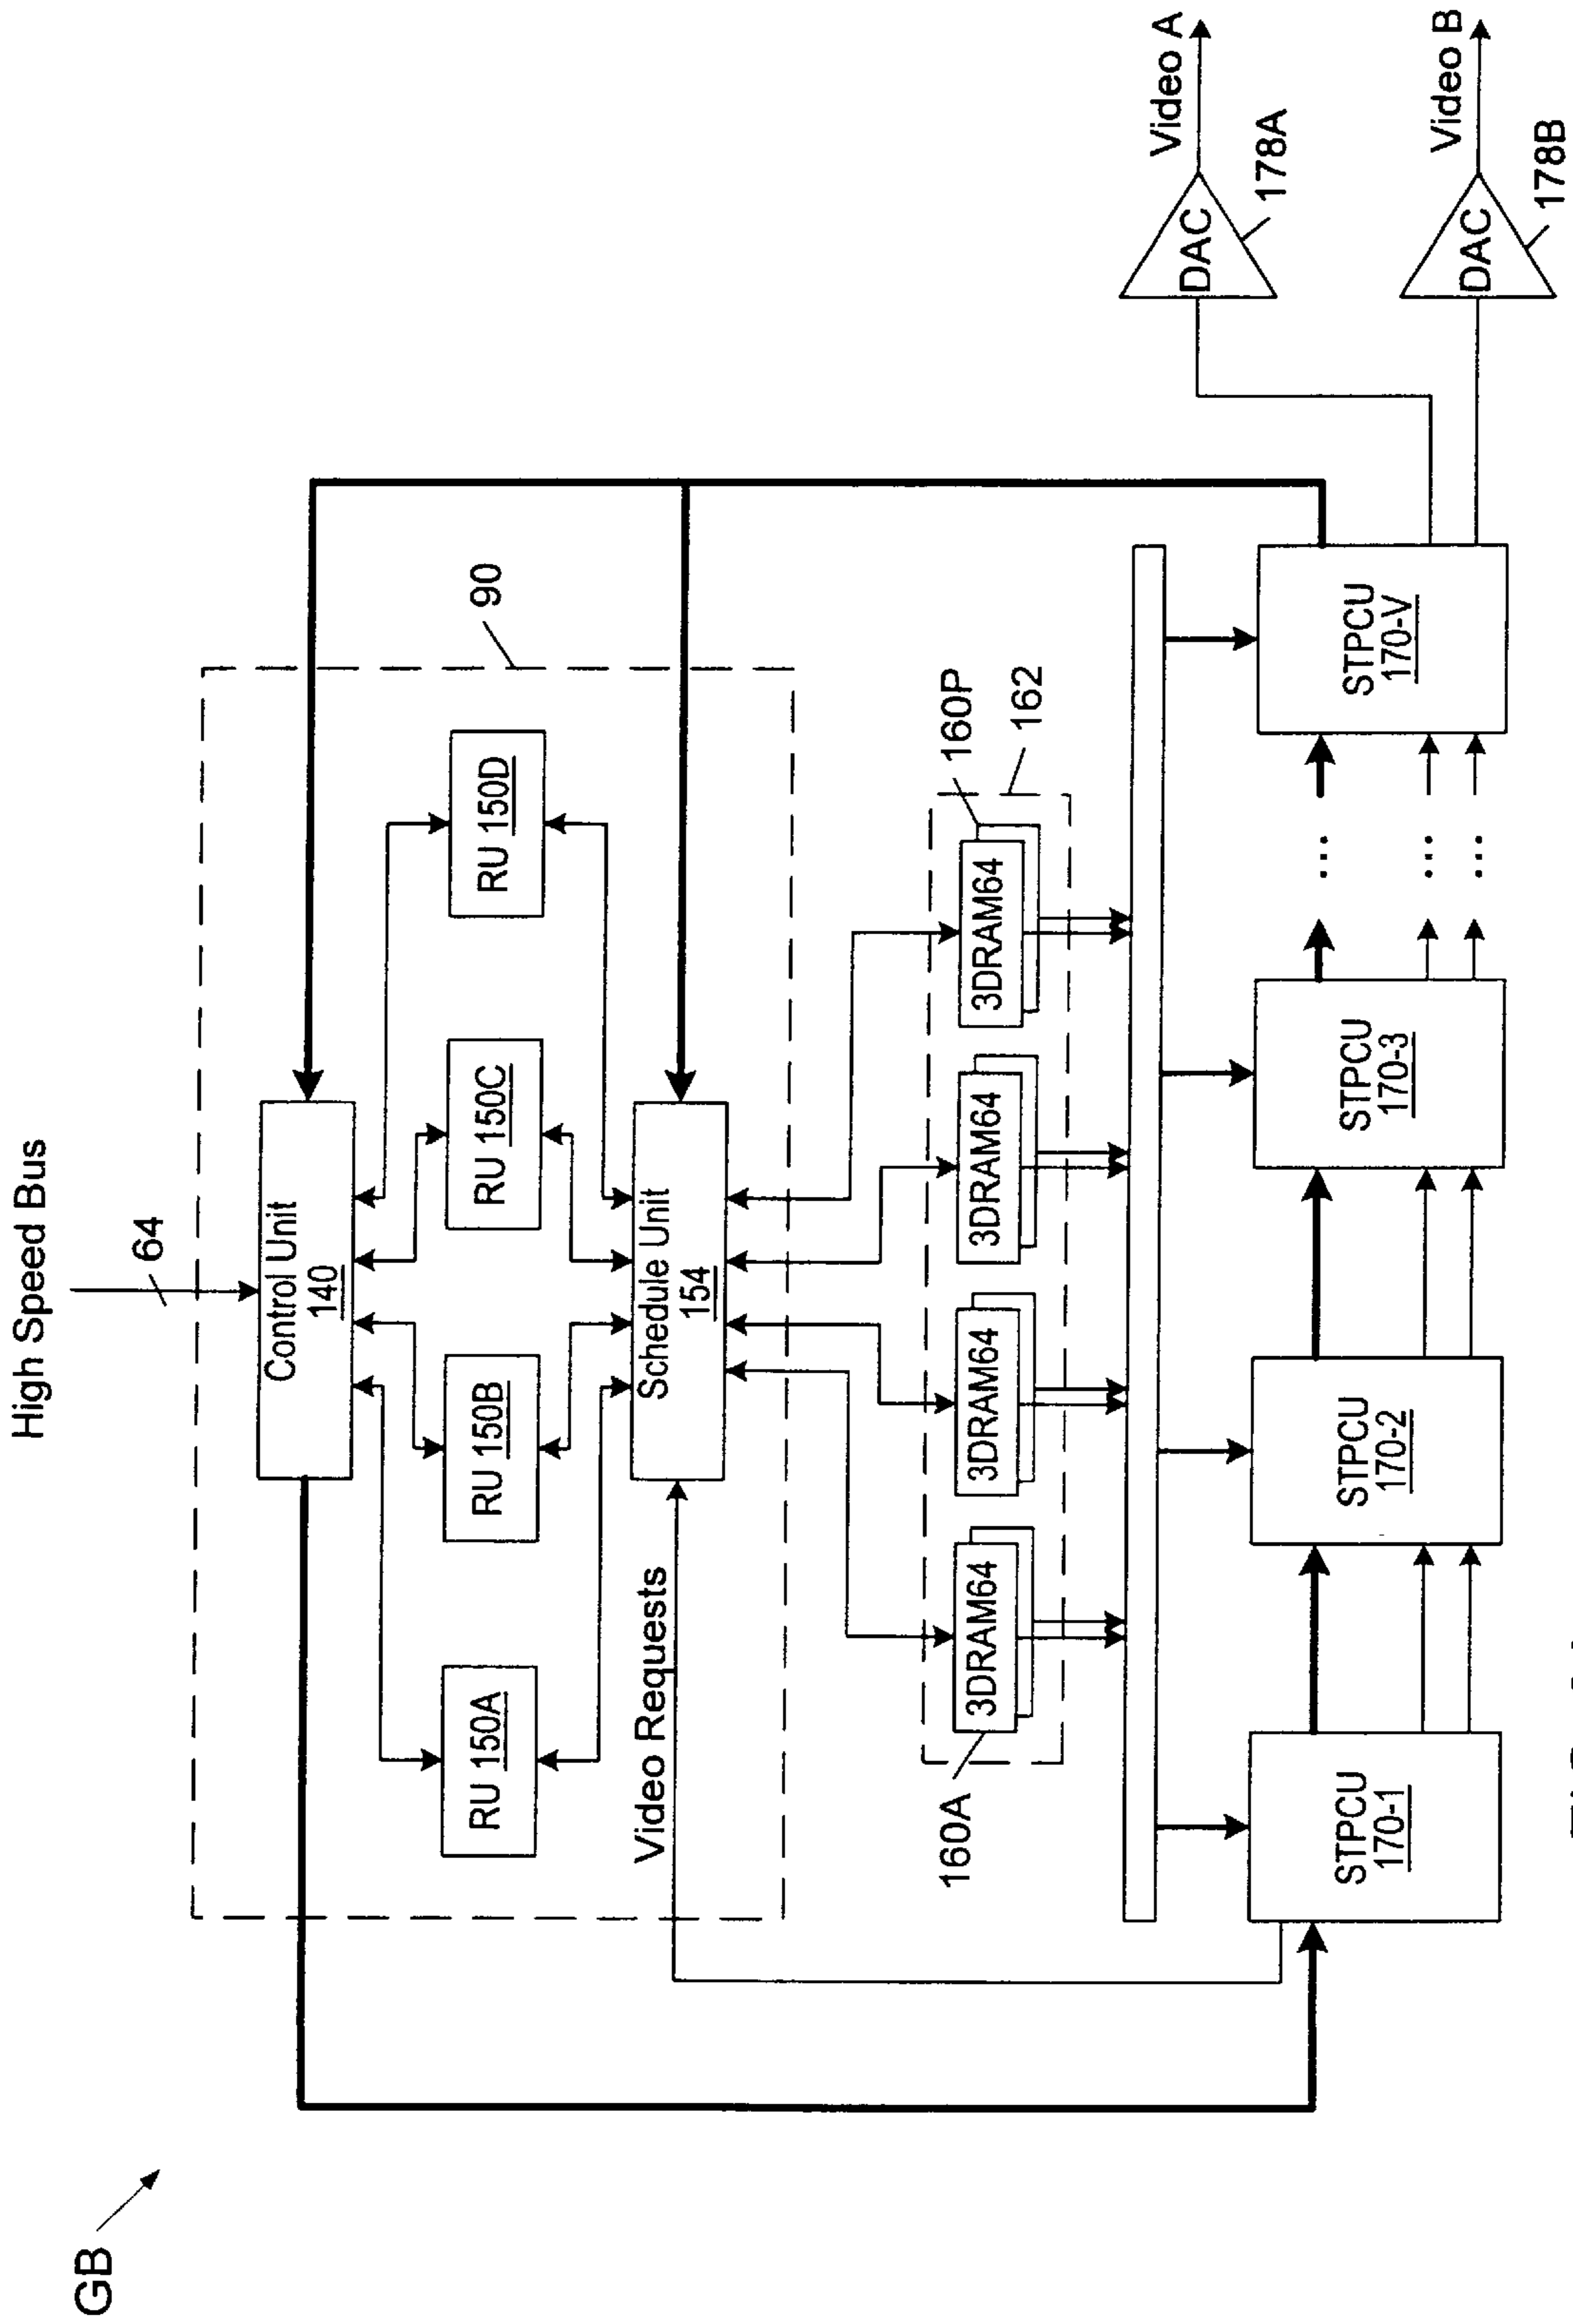 GB
High Speed Bus
64
Control Unit
140
90
RU 150A
RU 150B
RU 150C
RU 150D
Schedule Unit
154
Video Requests
160A
3DRAM64
3DRAM64
3DRAM64
3DRAM64
160P
162
STPCU
170-1
STPCU
170-2
STPCU
170-3
...
...
...
STPCU
170-V
DAC
178A
Video A
DAC
178B
Video B